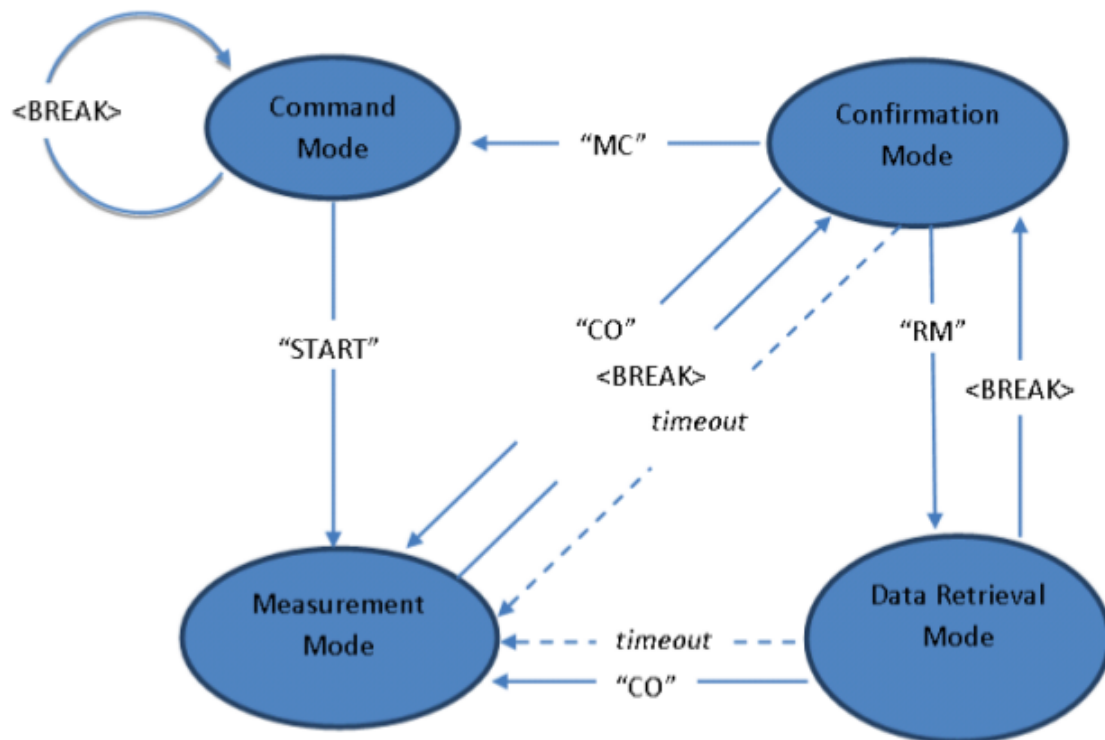 Command
Mode
Confirmation
Mode
<BREAK>
“MC”
“CO”
“START”
“RM”
<BREAK>
<BREAK>
timeout
Measurement
Mode
Data Retrieval
Mode
timeout
“CO”